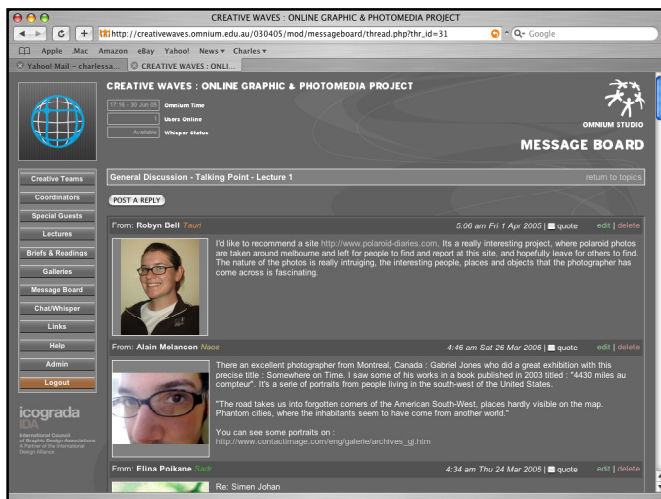 CREATIVE WAVES : ONLINE GRAPHIC & PHOTOMEDIA PROJECT
http://creativewaves.omnium.edu.au/030405/mod/messageboard/thread.php?thr_id=31
Google
Apple .Mac Amazon eBay Yahoo! News Charles
Yahoo! Mail – charlessa... CREATIVE WAVES : ONLI...
CREATIVE WAVES : ONLINE GRAPHIC & PHOTOMEDIA PROJECT
17:16 - 30 Jun 05 Omnium Time
1 Users Online
Available Whisper Status
OMNIUM STUDIO
MESSAGE BOARD
Creative Teams
Coordinators
Special Guests
Lectures
Briefs & Readings
Galleries
Message Board
Chat/Whisper
Links
Help
Admin
Logout
icograda
IDA
International Council
of Graphic Design Associations
A Partner of the International
Design Alliance
General Discussion - Talking Point - Lecture 1 return to topics
POST A REPLY
From: Robyn Dell Tauri 5:00 am Fri 1 Apr 2005 | quote edit | delete
I'd like to recommend a site http://www.polaroid-diaries.com. Its a really interesting project, where polaroid photos
are taken around melbourne and left for people to find and report at this site, and hopefully leave for others to find.
The nature of the photos is really intruiging, the interesting people, places and objects that the photographer has
come across is fascinating.
From: Alain Melancon Naos 4:46 am Sat 26 Mar 2005 | quote edit | delete
There an excellent photographer from Montreal, Canada : Gabriel Jones who did a great exhibition with this
precise title : Somewhere on Time. I saw some of his works in a book published in 2003 titled : "4430 miles au
compteur". It's a serie of portraits from people living in the south-west of the United States.
"The road takes us into forgotten corners of the American South-West, places hardly visible on the map.
Phantom cities, where the inhabitants seem to have come from another world."
You can see some portraits on :
http://www.contactimage.com/eng/galerie/archives_gj.htm
From: Elina Poikane Sadr 4:34 am Thu 24 Mar 2005 | quote edit | delete
Re: Simen Johan